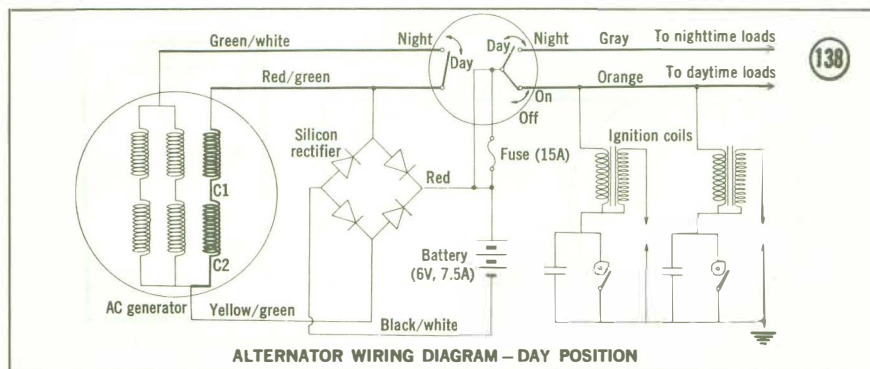 Green/white
Night
Day
Night
Gray
To nighttime loads
138
Day
Red/green
Orange
To daytime loads
On
Off
Silicon
rectifier
Ignition coils
Fuse (15A)
C1
Red
Battery
(6V, 7.5A)
C2
AC generator
Yellow/green
Black/white
ALTERNATOR WIRING DIAGRAM – DAY POSITION